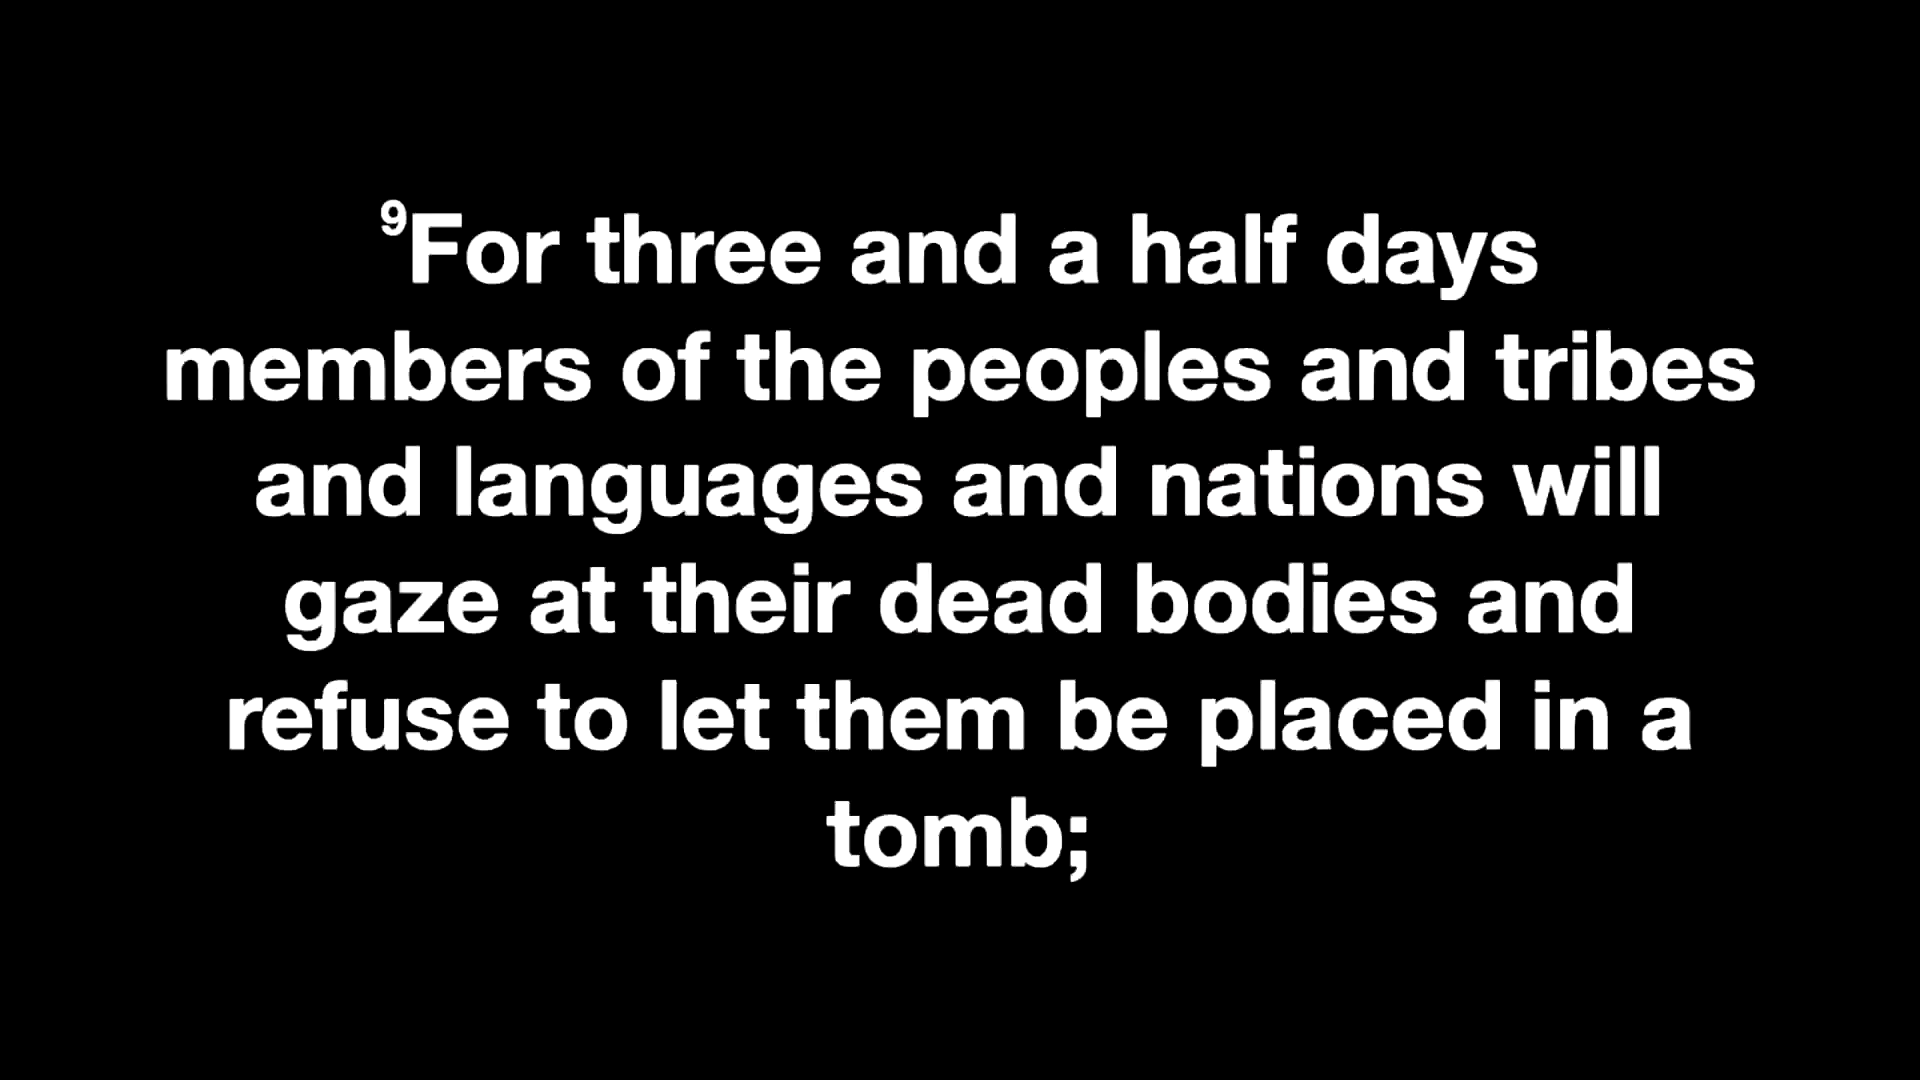 ⁹For three and a half days
members of the peoples and tribes
and languages and nations will
gaze at their dead bodies and
refuse to let them be placed in a
tomb;